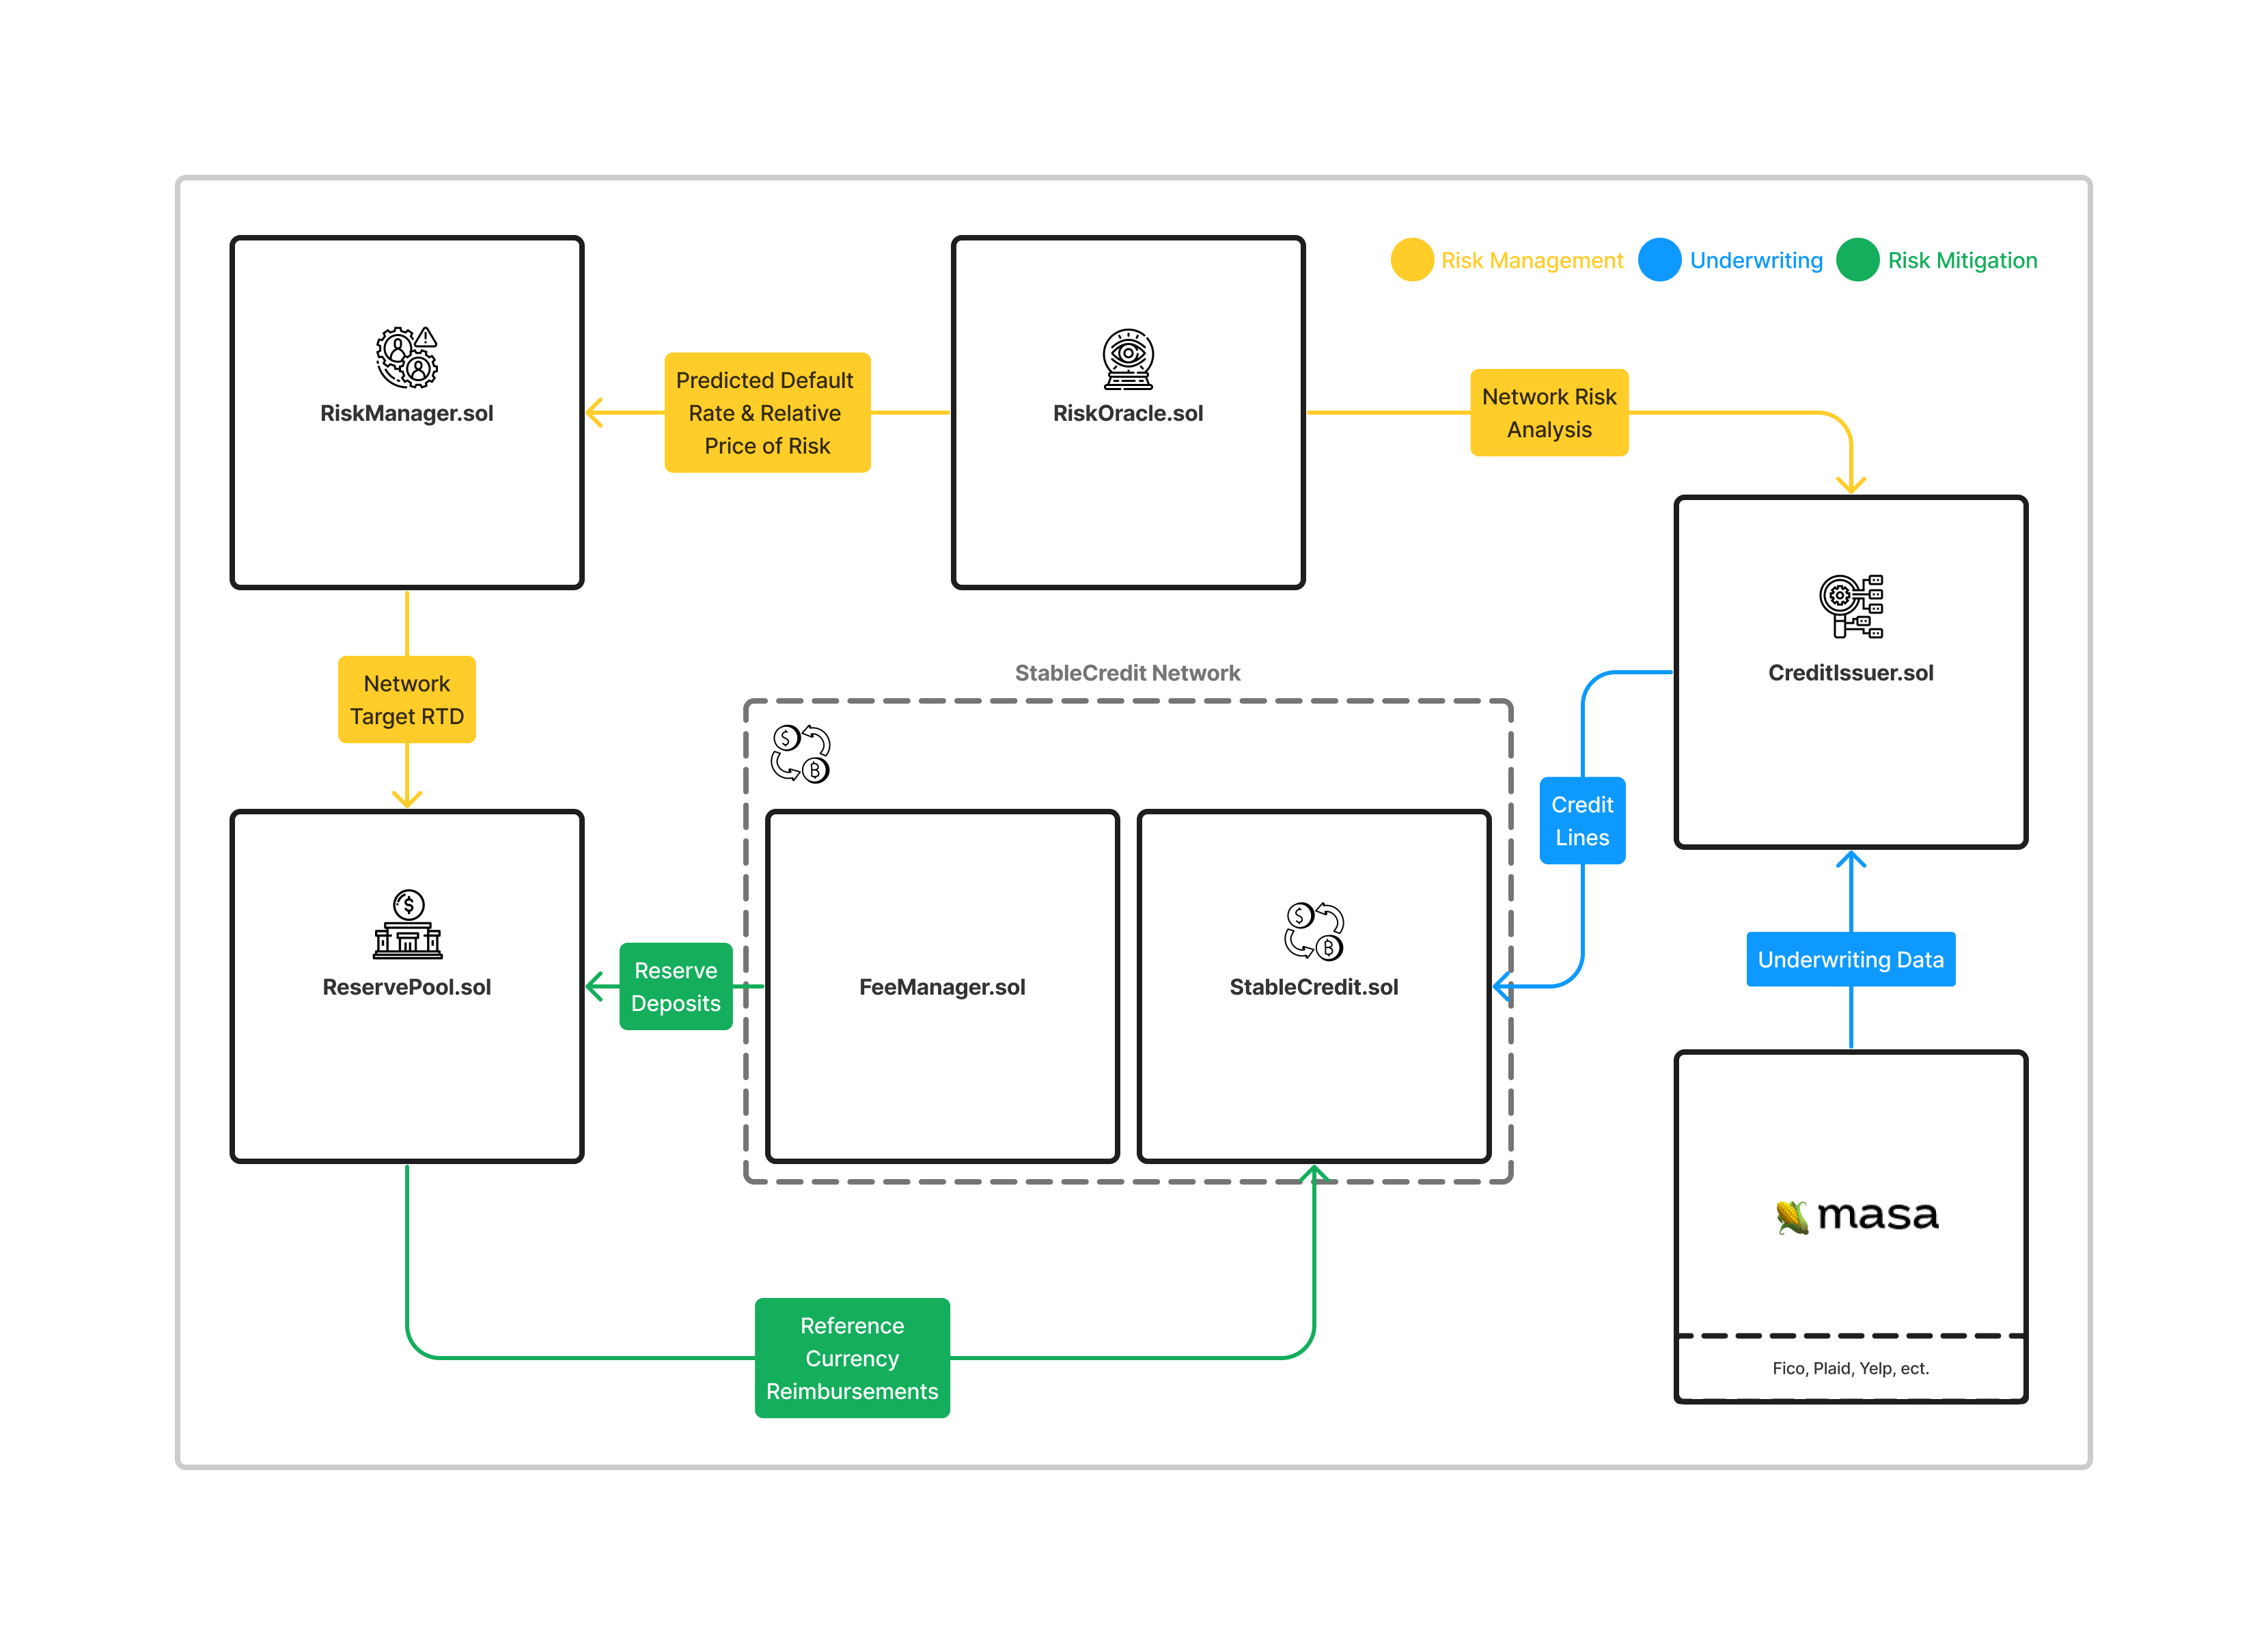 Risk Management
Underwriting
Risk Mitigation
RiskManager.sol
Predicted Default
Rate & Relative
Price of Risk
RiskOracle.sol
Network Risk
Analysis
Network
Target RTD
StableCredit Network
CreditIssuer.sol
Credit
Lines
ReservePool.sol
Reserve
Deposits
FeeManager.sol
StableCredit.sol
Underwriting Data
masa
Fico, Plaid, Yelp, ect.
Reference
Currency
Reimbursements